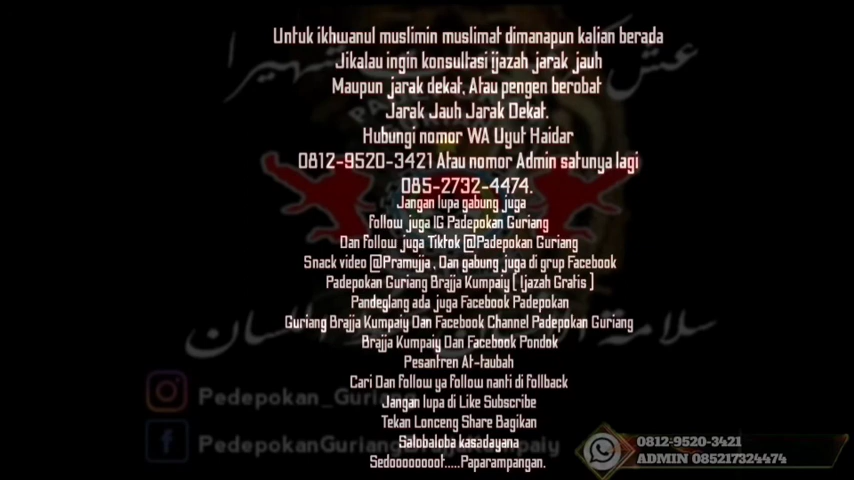 Untuk ikhwanul muslimin muslimat dimanapun kalian berada
Jikalau ingin konsultasi ijazah jarak jauh
Maupun jarak dekat, Atau pengen berobat
Jarak Jauh Jarak Dekat.
Hubungi nomor WA Uyut Haidar
0812-9520-3421 Atau nomor Admin satunya lagi
085-2732-4474.
Jangan lupa gabung juga
follow juga IG Padepokan Guriang
Dan follow juga Tiktok @Padepokan Guriang
Snack video @Pramujja , Dan gabung juga di grup Facebook
Padepokan Guriang Brajja Kumpaiy [ Ijazah Gratis ]
Pandeglang ada juga Facebook Padepokan
Guriang Brajja Kumpaiy Dan Facebook Channel Padepokan Guriang
Brajja Kumpaiy Dan Facebook Pondok
Pesantren At-taubah
Cari Dan follow ya follow nanti di follback
Jangan lupa di Like Subscribe
Tekan Lonceng Share Bagikan
Salobaloba kasadayana
Sedooooooot.....Paparampangan.
Pedepokan_Guriang
PadepokanGuriangBrajjaKumpaiy
0812-9520-3421
ADMIN 085217324474